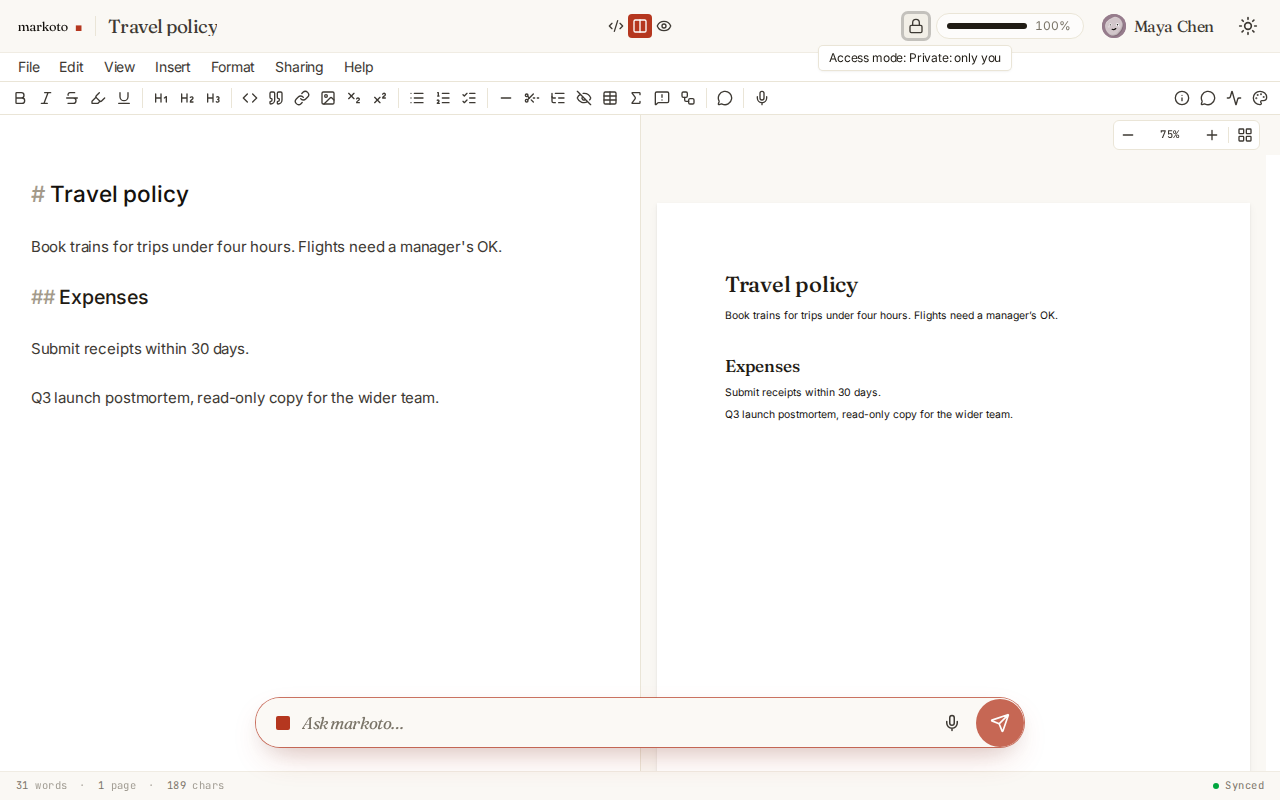 markoto
Travel policy
100%
Maya Chen
Access mode: Private: only you
File Edit View Insert Format Sharing Help
H1 H2 H3 x2 x2
75%
# Travel policy
Book trains for trips under four hours. Flights need a manager's OK.
## Expenses
Submit receipts within 30 days.
Q3 launch postmortem, read-only copy for the wider team.
Travel policy
Book trains for trips under four hours. Flights need a manager’s OK.
Expenses
Submit receipts within 30 days.
Q3 launch postmortem, read-only copy for the wider team.
Ask markoto...
31 words · 1 page · 189 chars
Synced